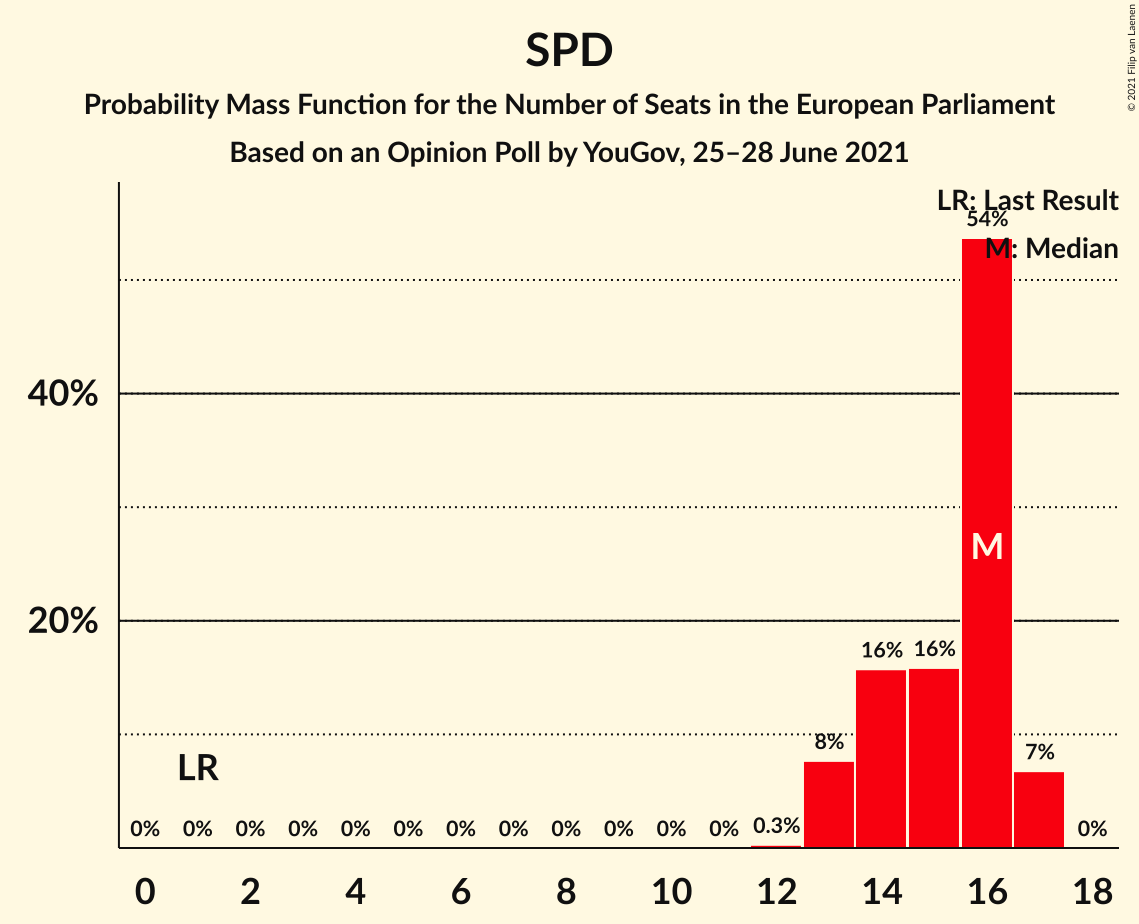 SPD
Probability Mass Function for the Number of Seats in the European Parliament
Based on an Opinion Poll by YouGov, 25–28 June 2021
© 2021 Filip van Laenen
LR: Last Result
M: Median
54%
40%
M
20%
16% 16%
8% 7%
LR
0% 0% 0% 0% 0% 0% 0% 0% 0% 0% 0% 0% 0.3% 0%
0 2 4 6 8 10 12 14 16 18